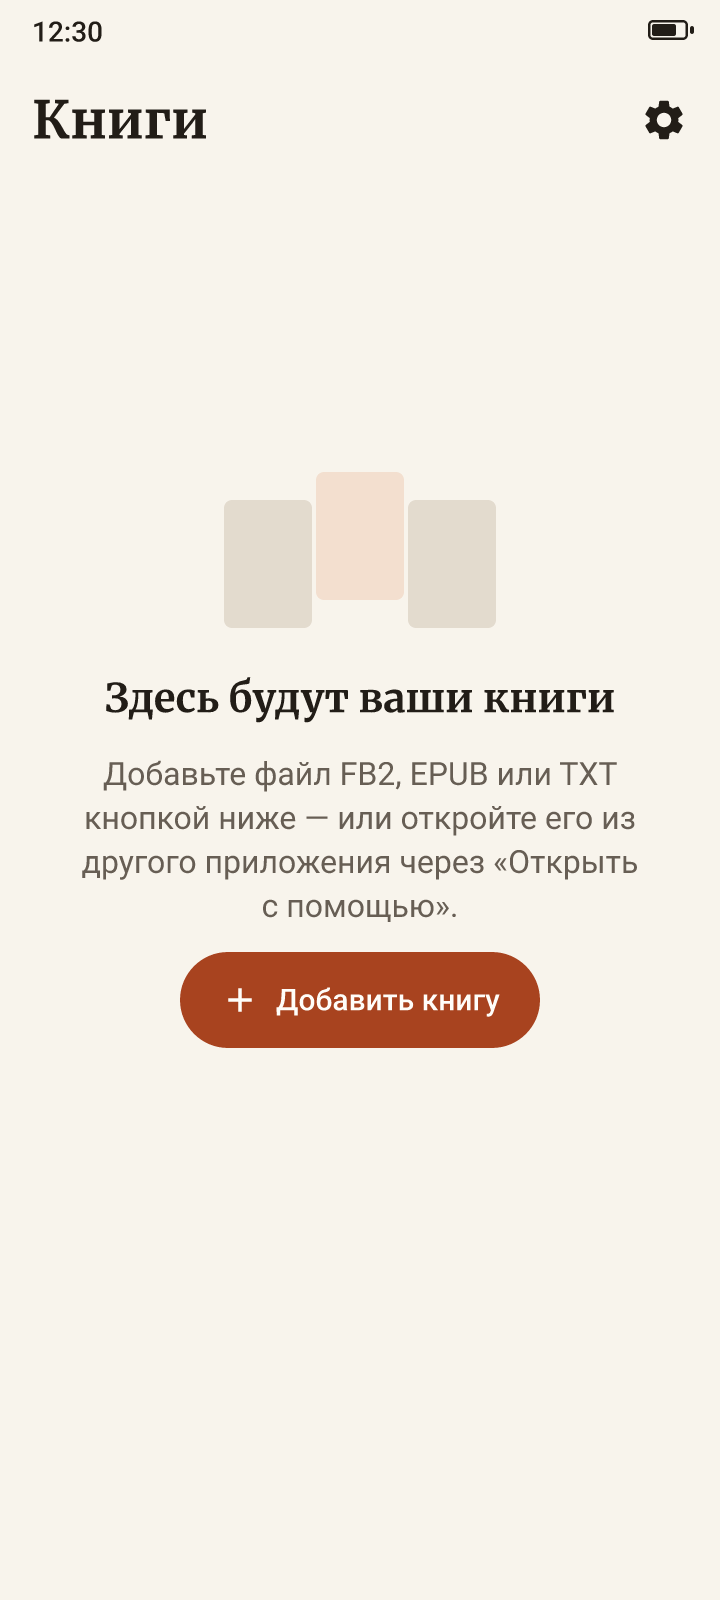 12:30
Книги
Здесь будут ваши книги
Добавьте файл FB2, EPUB или TXT
кнопкой ниже — или откройте его из
другого приложения через «Открыть
с помощью».
Добавить книгу